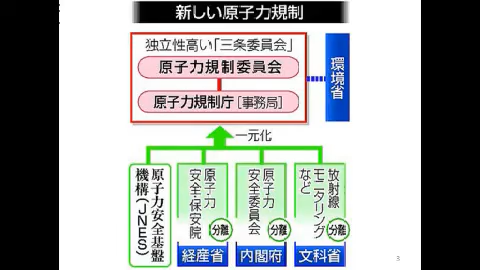 新しい原子力規制
独立性高い「三条委員会」
原子力規制委員会
原子力規制庁[事務局]
環境省
一元化
原子力安全基盤
機構(JNES)
原子力
安全・保安院
分離
経産省
原子力
安全委員会
分離
内閣府
放射線
モニタリング
など
分離
文科省
3